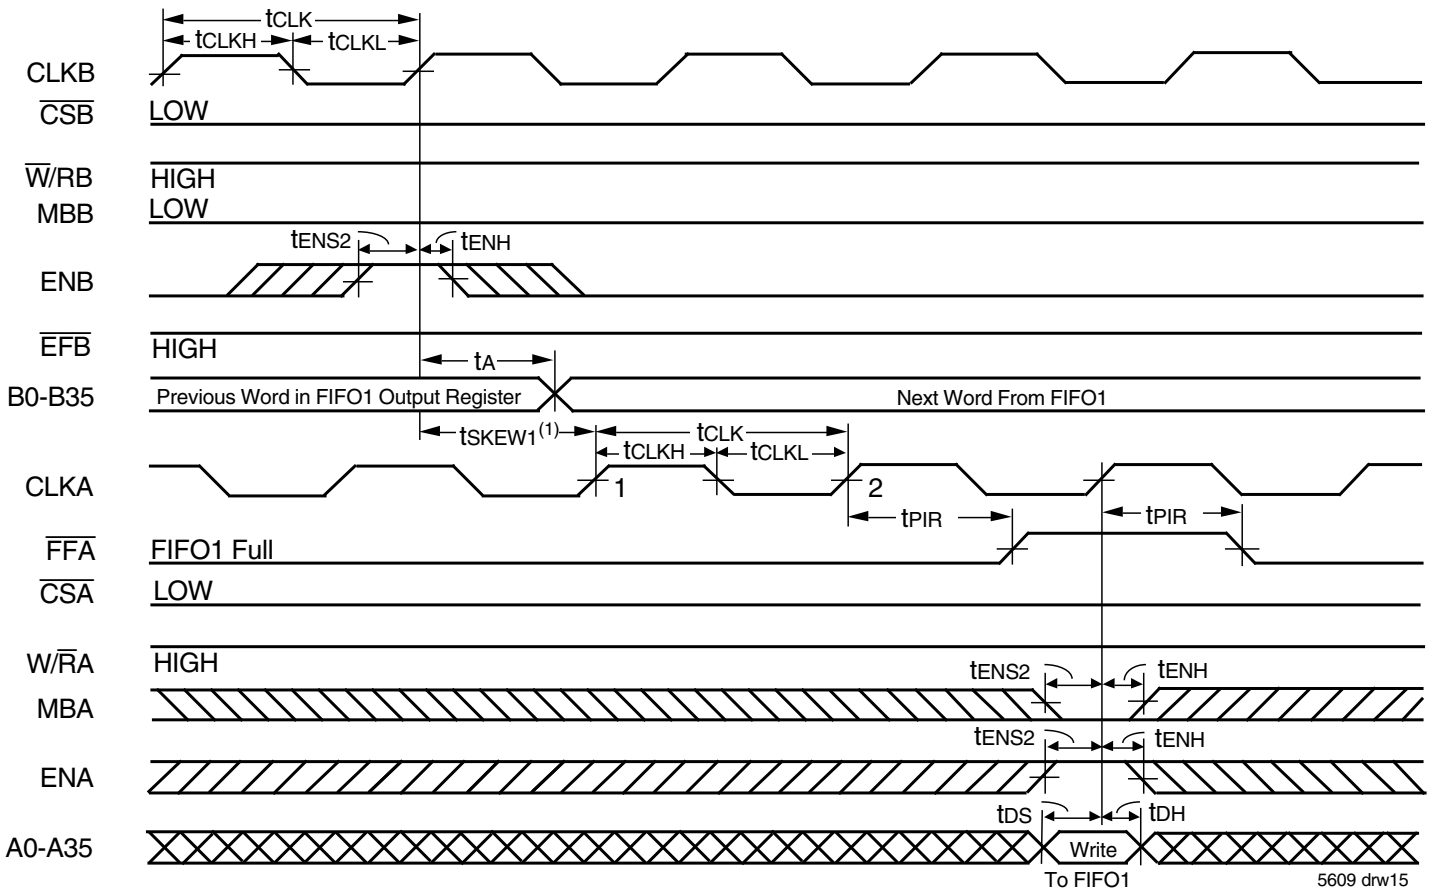 tCLK
tCLKH
tCLKL
CLKB
CSB
LOW
W/RB
HIGH
MBB
LOW
tENS2
tENH
ENB
EFB
HIGH
tA
B0-B35
Previous Word in FIFO1 Output Register
Next Word From FIFO1
tSKEW1(1)
tCLK
tCLKH
tCLKL
CLKA
1
2
tPIR
tPIR
FFA
FIFO1 Full
CSA
LOW
W/RA
HIGH
tENS2
tENH
MBA
tENS2
tENH
ENA
tDS
tDH
A0-A35
Write
To FIFO1
5609 drw15